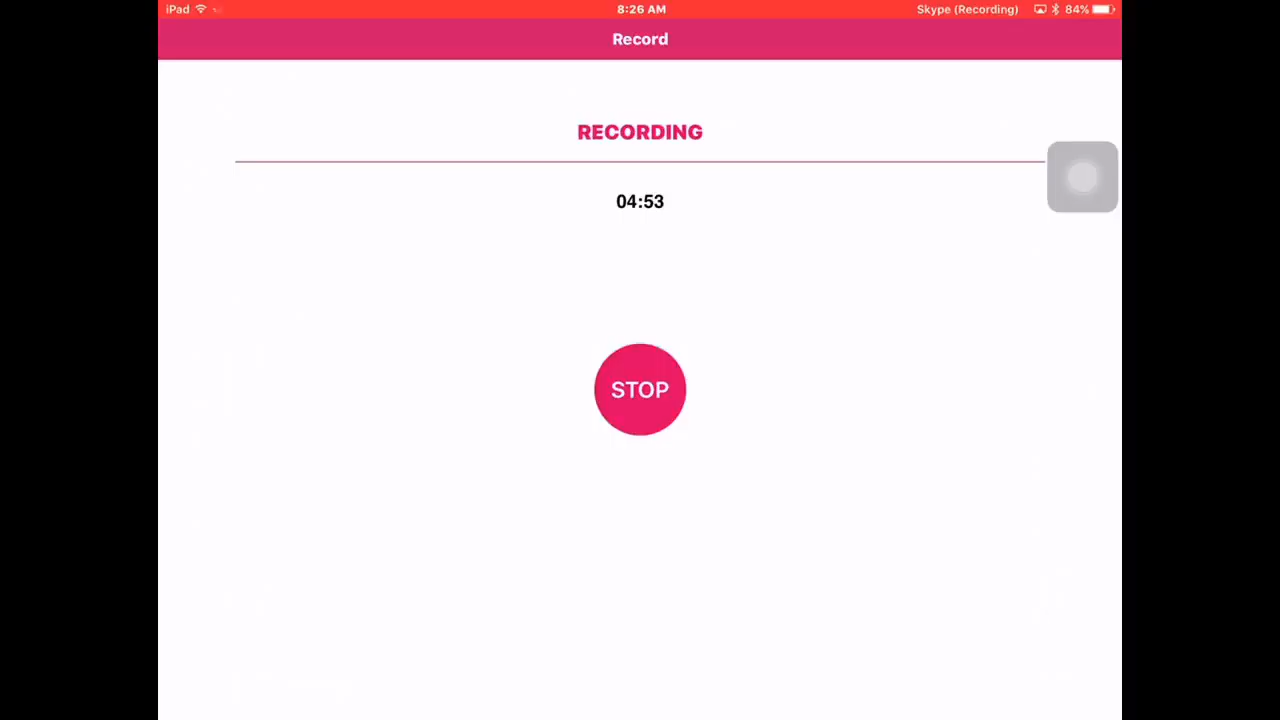 iPad 8:26 AM Skype (Recording) 84%
Record
RECORDING
04:53
STOP